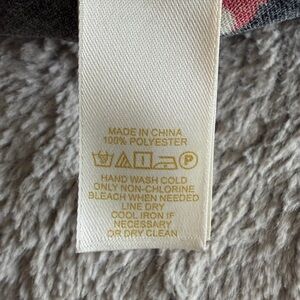 MADE IN CHINA
100% POLYESTER
P
HAND WASH COLD
ONLY NON-CHLORINE
BLEACH WHEN NEEDED
LINE DRY
COOL IRON IF
NECESSARY
OR DRY CLEAN